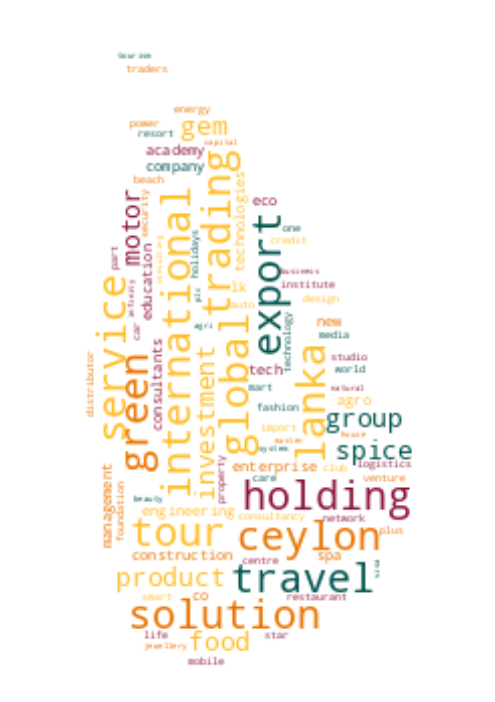 tourism
traders
energy
power
gem
resort
capital
academy
company
beach
technologies
trading
international
motor
security
eco
export
one
credit
part
education
holidays
consulting
service
infinity
plc
lk
business
institute
design
auto
global
agri
car
new
media
technology
consultants
green
investment
lanka
tech
studio
world
distributor
mart
natural
agro
fashion
group
import
master
house
spice
system
enterprise
club
logistics
property
care
venture
management
foundation
holding
beauty
engineering
consultancy
network
plus
tour
ceylon
construction
centre
spa
product
travel
smart
co
restaurant
solution
life
star
food
jewellery
mobile